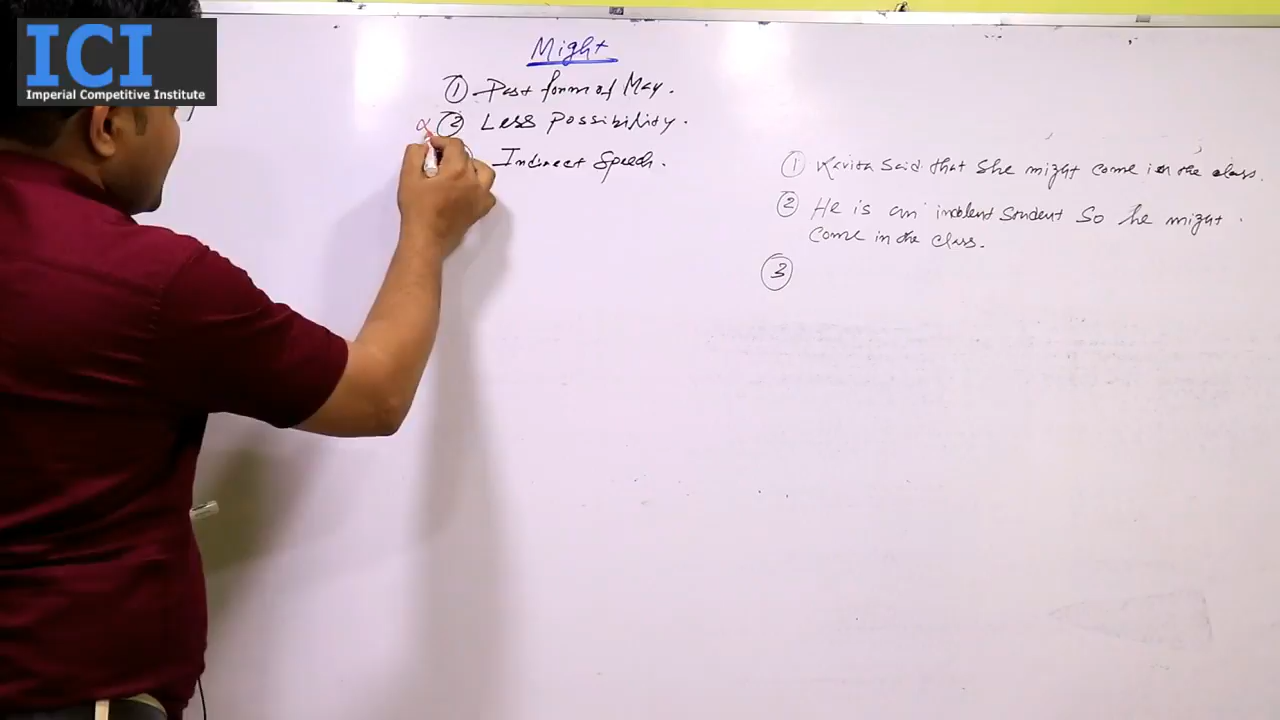 ICI
Imperial Competitive Institute
Might
① Past form of May.
② Less Possibility.
Indirect Speech.
① Kavita said that She might come in the class.
② He is an indolent student So he might
Come in the class.
③